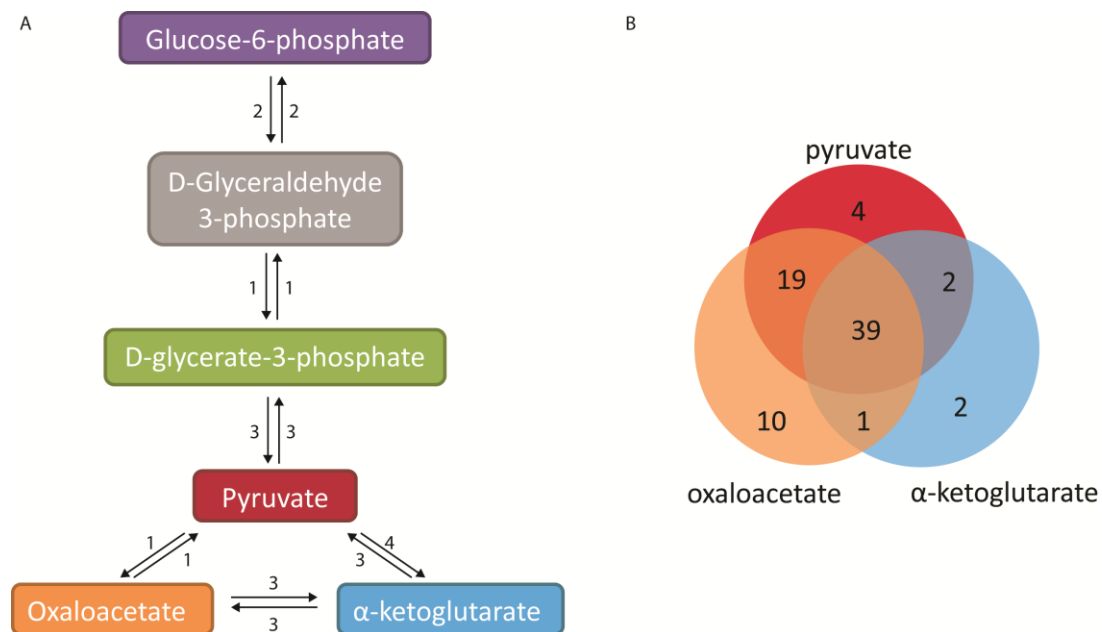 A
Glucose-6-phosphate
2 2
D-Glyceraldehyde
3-phosphate
1 1
D-glycerate-3-phosphate
3 3
Pyruvate
1 1
4 3
Oxaloacetate
3
3
α-ketoglutarate
B
pyruvate
4
19
2
39
10
1
2
oxaloacetate
α-ketoglutarate